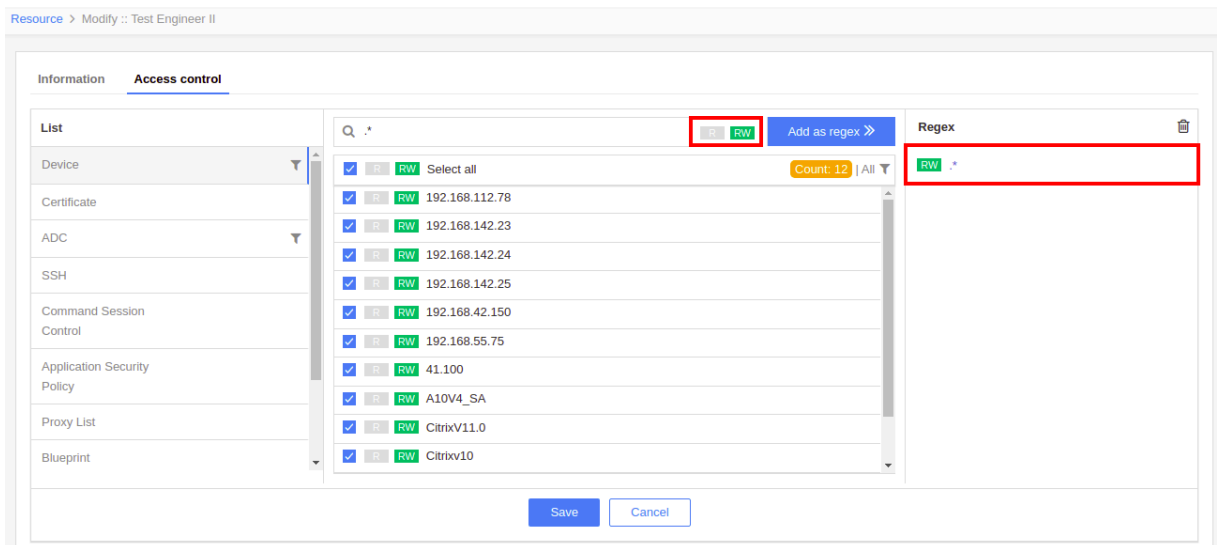 Resource > Modify :: Test Engineer II
Information Access control
List
Device
Certificate
ADC
SSH
Command Session
Control
Application Security
Policy
Proxy List
Blueprint
.* R RW Add as regex
R RW Select all Count: 12 | All
R RW 192.168.112.78
R RW 192.168.142.23
R RW 192.168.142.24
R RW 192.168.142.25
R RW 192.168.42.150
R RW 192.168.55.75
R RW 41.100
R RW A10V4_SA
R RW CitrixV11.0
R RW Citrixv10
Regex
RW .*
Save Cancel